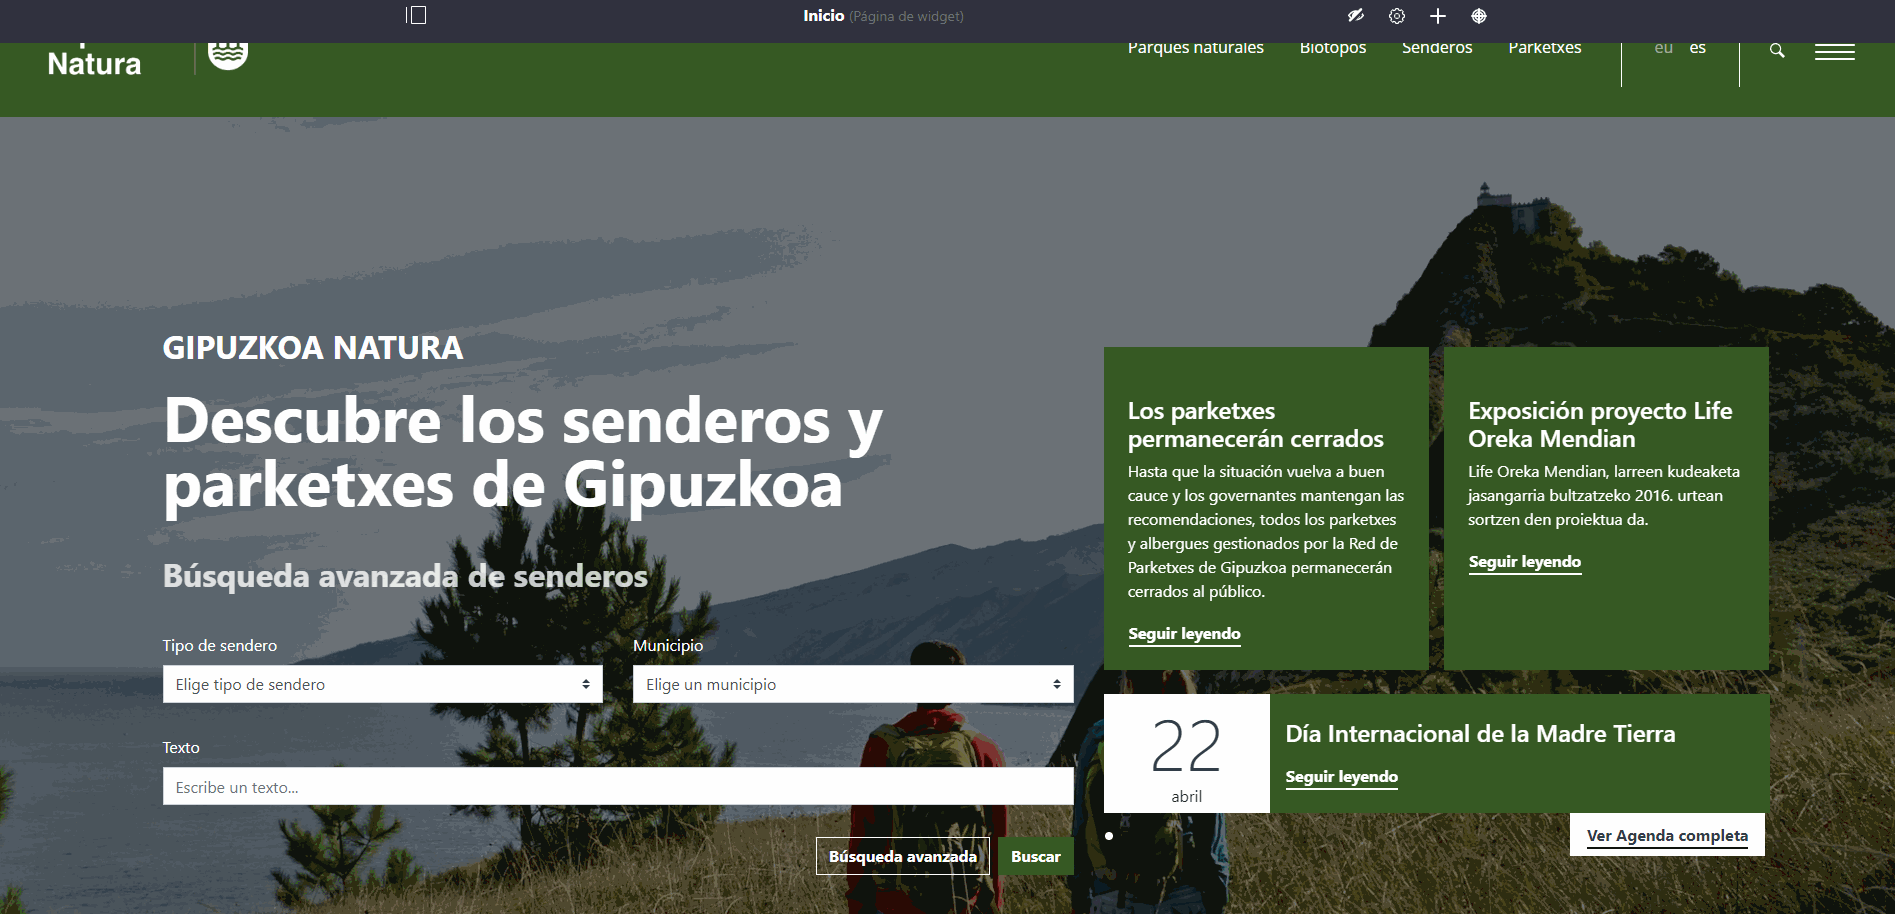 Inicio (Página de widget)
Natura
Parques naturales
Biotopos
Senderos
Parketxes
eu
es
GIPUZKOA NATURA
Descubre los senderos y
parketxes de Gipuzkoa
Búsqueda avanzada de senderos
Tipo de sendero
Municipio
Elige tipo de sendero
Elige un municipio
Texto
Escribe un texto...
Búsqueda avanzada
Buscar
Los parketxes
permanecerán cerrados
Hasta que la situación vuelva a buen
cauce y los governantes mantengan las
recomendaciones, todos los parketxes
y albergues gestionados por la Red de
Parketxes de Gipuzkoa permanecerán
cerrados al público.
Seguir leyendo
Exposición proyecto Life
Oreka Mendian
Life Oreka Mendian, larreen kudeaketa
jasangarria bultzatzeko 2016. urtean
sortzen den proiektua da.
Seguir leyendo
22
abril
Día Internacional de la Madre Tierra
Seguir leyendo
Ver Agenda completa